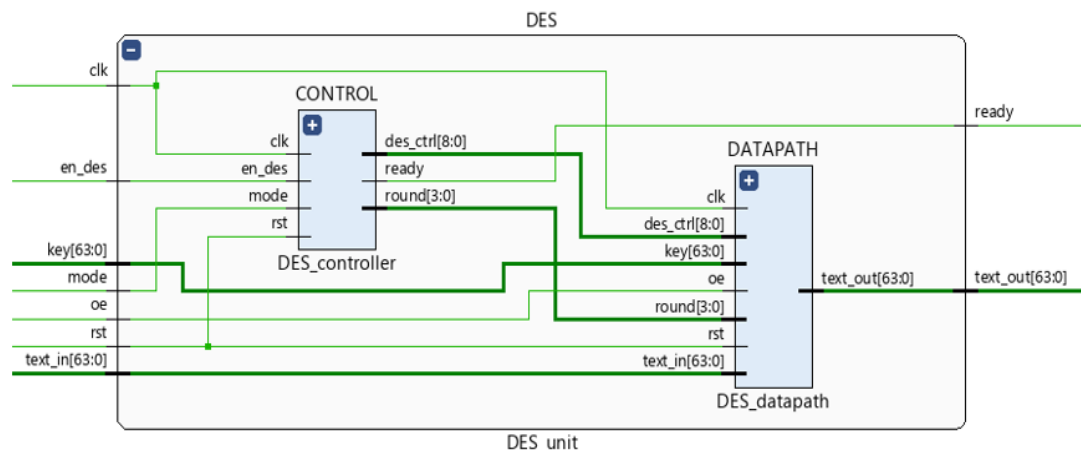 DES
clk
CONTROL
ready
clk
des_ctrl[8:0]
DATAPATH
en_des
en_des
ready
mode
round[3:0]
clk
rst
des_ctrl[8:0]
key[63:0]
DES_controller
key[63:0]
mode
oe
text_out[63:0]
text_out[63:0]
oe
round[3:0]
rst
rst
text_in[63:0]
text_in[63:0]
DES_datapath
DES unit